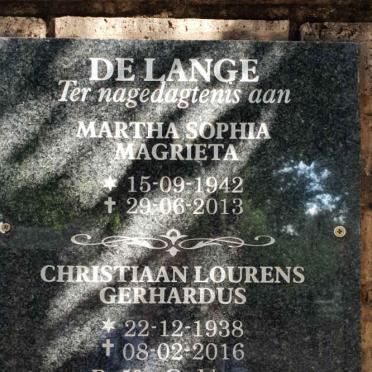 DE LANGE
Ter nagedagtenis aan
MARTHA SOPHIA
MAGRIETA
* 15-09-1942
✝ 29-06-2013
CHRISTIAAN LOURENS
GERHARDUS
* 22-12-1938
✝ 08-02-2016